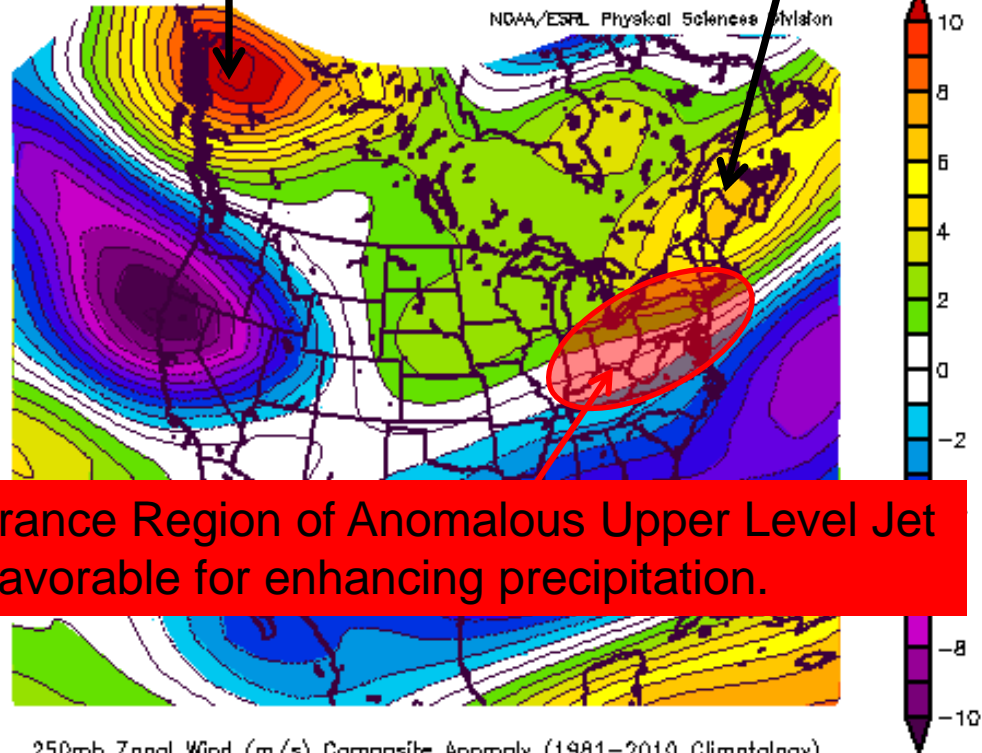 NOAA/ESRL Physical Sciences Division
10
8
6
4
2
0
-2
rance Region of Anomalous Upper Level Jet
avorable for enhancing precipitation.
-8
-10
250mb Zonal Wind (m/s) Composite Anomaly (1981-2010 Climatology)